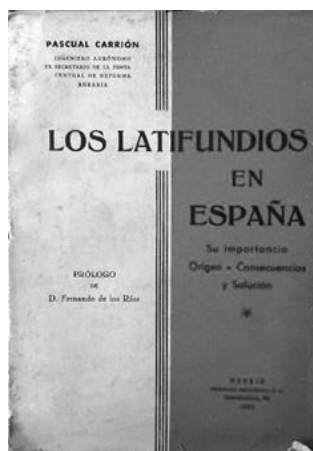 PASCUAL CARRIÓN
INGENIERO AGRÓNOMO
EX SECRETARIO DE LA JUNTA
CENTRAL DE REFORMA
AGRARIA
LOS LATIFUNDIOS
EN
ESPAÑA
Su Importancia
Origen - Consecuencias
y Solución
PRÓLOGO
DE
D. Fernando de los Ríos
MADRID